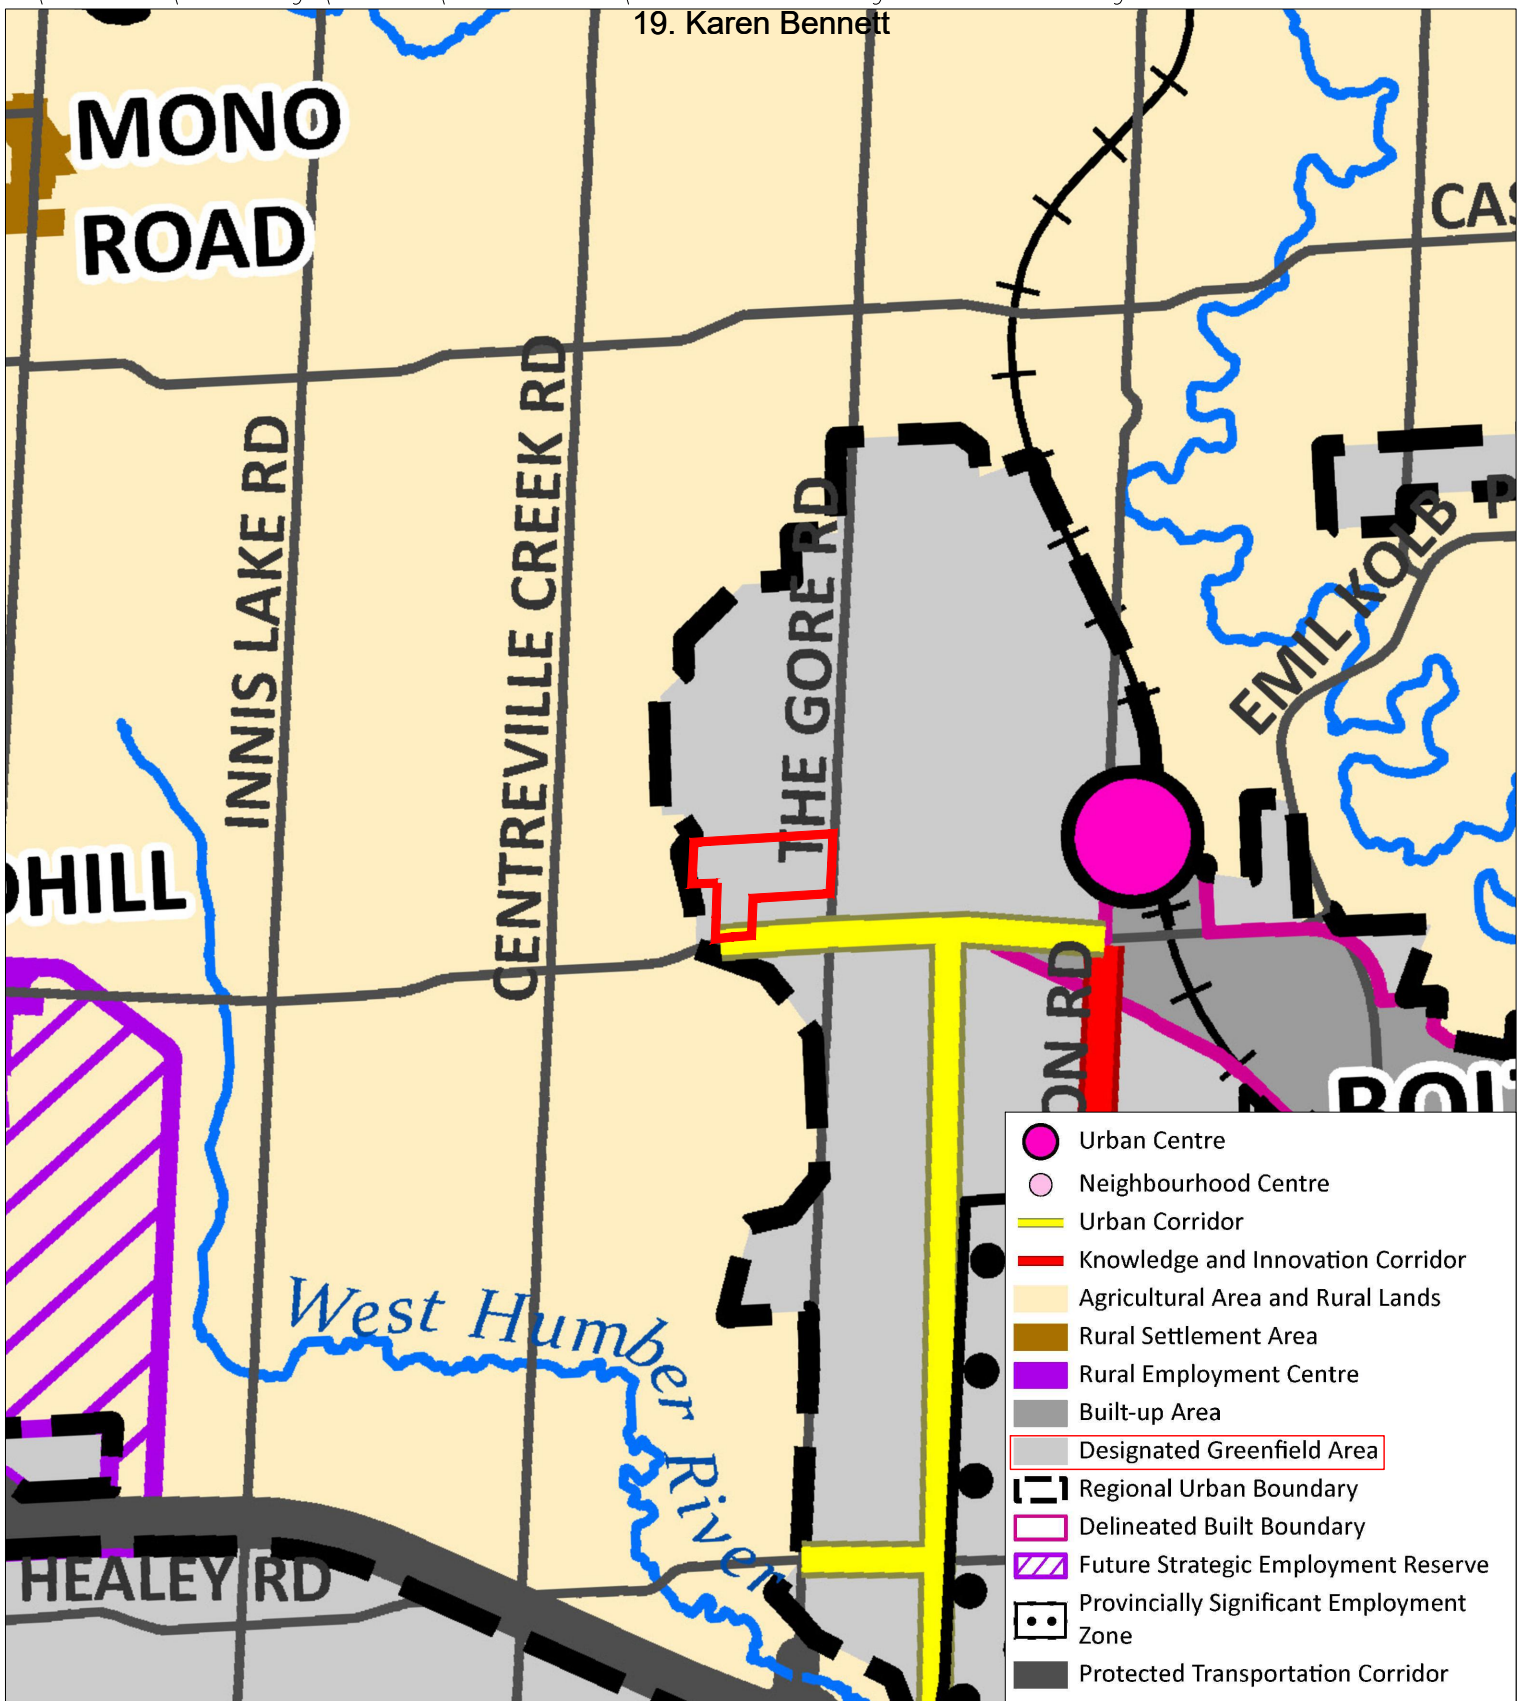 19. Karen Bennett
MONO
ROAD
CAS
INNIS LAKE RD
CENTREVILLE CREEK RD
THE GORE RD
EMIL KOLB P
HILL
ON RD
BOLT
West Humber River
HEALEY RD
Urban Centre
Neighbourhood Centre
Urban Corridor
Knowledge and Innovation Corridor
Agricultural Area and Rural Lands
Rural Settlement Area
Rural Employment Centre
Built-up Area
Designated Greenfield Area
Regional Urban Boundary
Delineated Built Boundary
Future Strategic Employment Reserve
Provincially Significant Employment
Zone
Protected Transportation Corridor